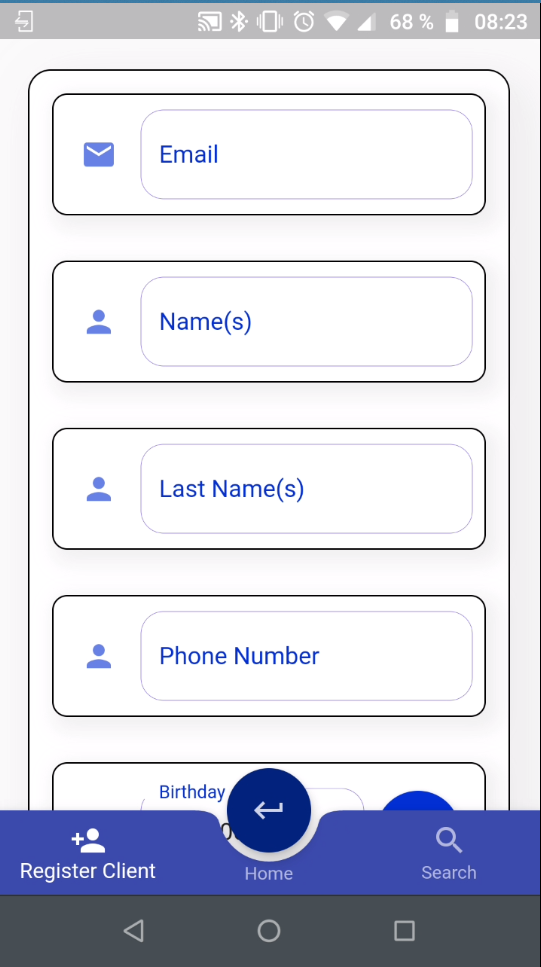 68 % 08:23
Email
Name(s)
Last Name(s)
Phone Number
Birthday
Register Client
Home
Search